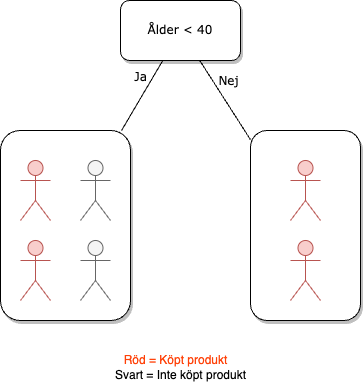 Ålder < 40
Ja
Nej
Röd = Köpt produkt
Svart = Inte köpt produkt